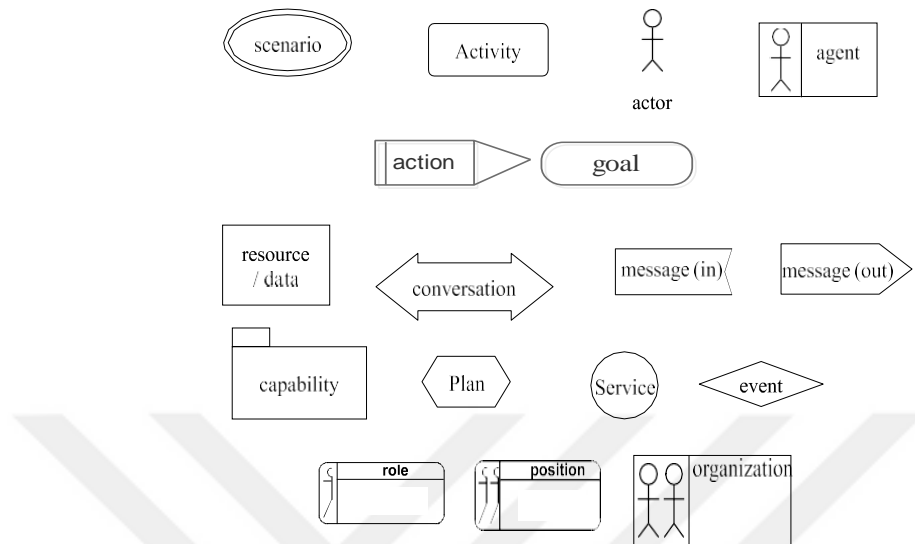 scenario
Activity
actor
agent
action
goal
resource
/ data
conversation
message (in)
message (out)
capability
Plan
Service
event
role
position
organization